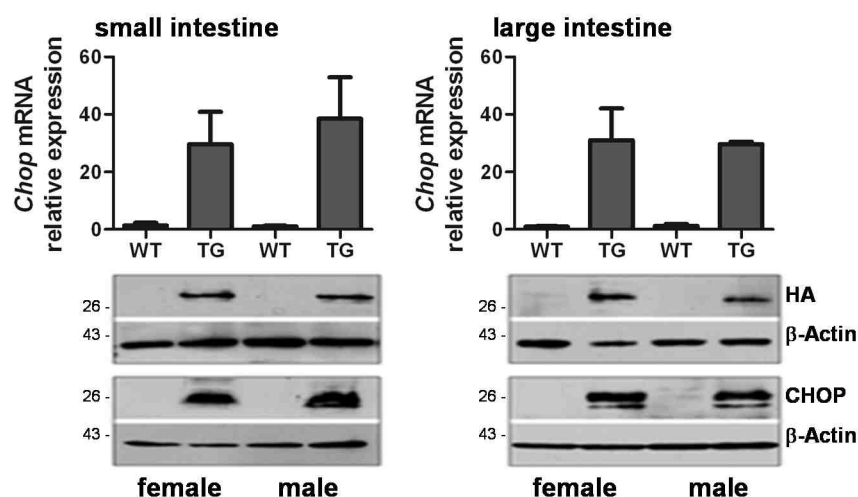 small intestine
large intestine
Chop mRNA
relative expression
60
40
20
0
WT TG WT TG
Chop mRNA
relative expression
60
40
20
0
WT TG WT TG
26 -
43 -
26 -
43 -
26 -
43 -
26 -
43 -
HA
β-Actin
CHOP
β-Actin
female male
female male